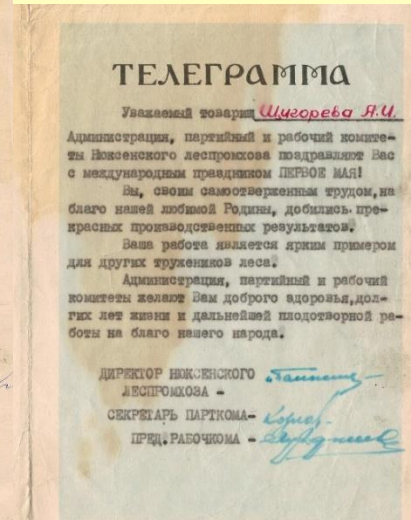 ТЕЛЕГРАММА
Уважаемый товарищ Щигорева Я.И.
Администрация, партийный и рабочий комите-
ты Нюксенского леспромхоза поздравляют Вас
с международным праздником ПЕРВОЕ МАЯ!
Вы, своим самоотверженным трудом, на
благо нашей любимой Родины, добились пре-
красных производственных результатов.
Ваша работа является ярким примером
для других тружеников леса.
Администрация, партийный и рабочий
комитеты желают Вам доброго здоровья, дол-
гих лет жизни и дальнейшей плодотворной ра-
боты на благо нашего народа.
ДИРЕКТОР НЮКСЕНСКОГО
ЛЕСПРОМХОЗА -
СЕКРЕТАРЬ ПАРТКОМА-
ПРЕД. РАБОЧКОМА -